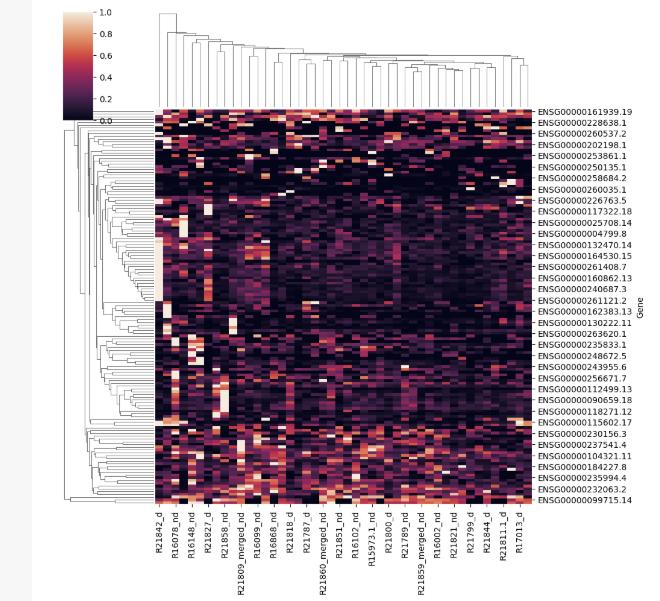 1.0
0.8
0.6
0.4
0.2
0.0
ENSG00000161939.19
ENSG00000228638.1
ENSG00000260537.2
ENSG00000202198.1
ENSG00000253861.1
ENSG00000250135.1
ENSG00000258684.2
ENSG00000260035.1
ENSG00000226763.5
ENSG00000117322.18
ENSG00000025708.14
ENSG00000004799.8
ENSG00000132470.14
ENSG00000164530.15
ENSG00000261408.7
ENSG00000160862.13
ENSG00000240687.3
ENSG00000261121.2
ENSG00000162383.13
ENSG00000130222.11
ENSG00000263620.1
ENSG00000235833.1
ENSG00000248672.5
ENSG00000243955.6
ENSG00000256671.7
ENSG00000112499.13
ENSG00000090659.18
ENSG00000118271.12
ENSG00000115602.17
ENSG00000230156.3
ENSG00000237541.4
ENSG00000104321.11
ENSG00000184227.8
ENSG00000235994.4
ENSG00000232063.2
ENSG00000099715.14
Gene
R21842_d
R16078_nd
R16148_nd
R21827_d
R21858_nd
R21809_merged_nd
R16099_nd
R16868_nd
R21818_d
R21787_d
R21860_merged_nd
R21851_nd
R16102_nd
R15973.1_nd
R21800_d
R21789_nd
R21859_merged_nd
R16002_nd
R21821_nd
R21799_d
R21844_d
R21811.1_d
R17013_d